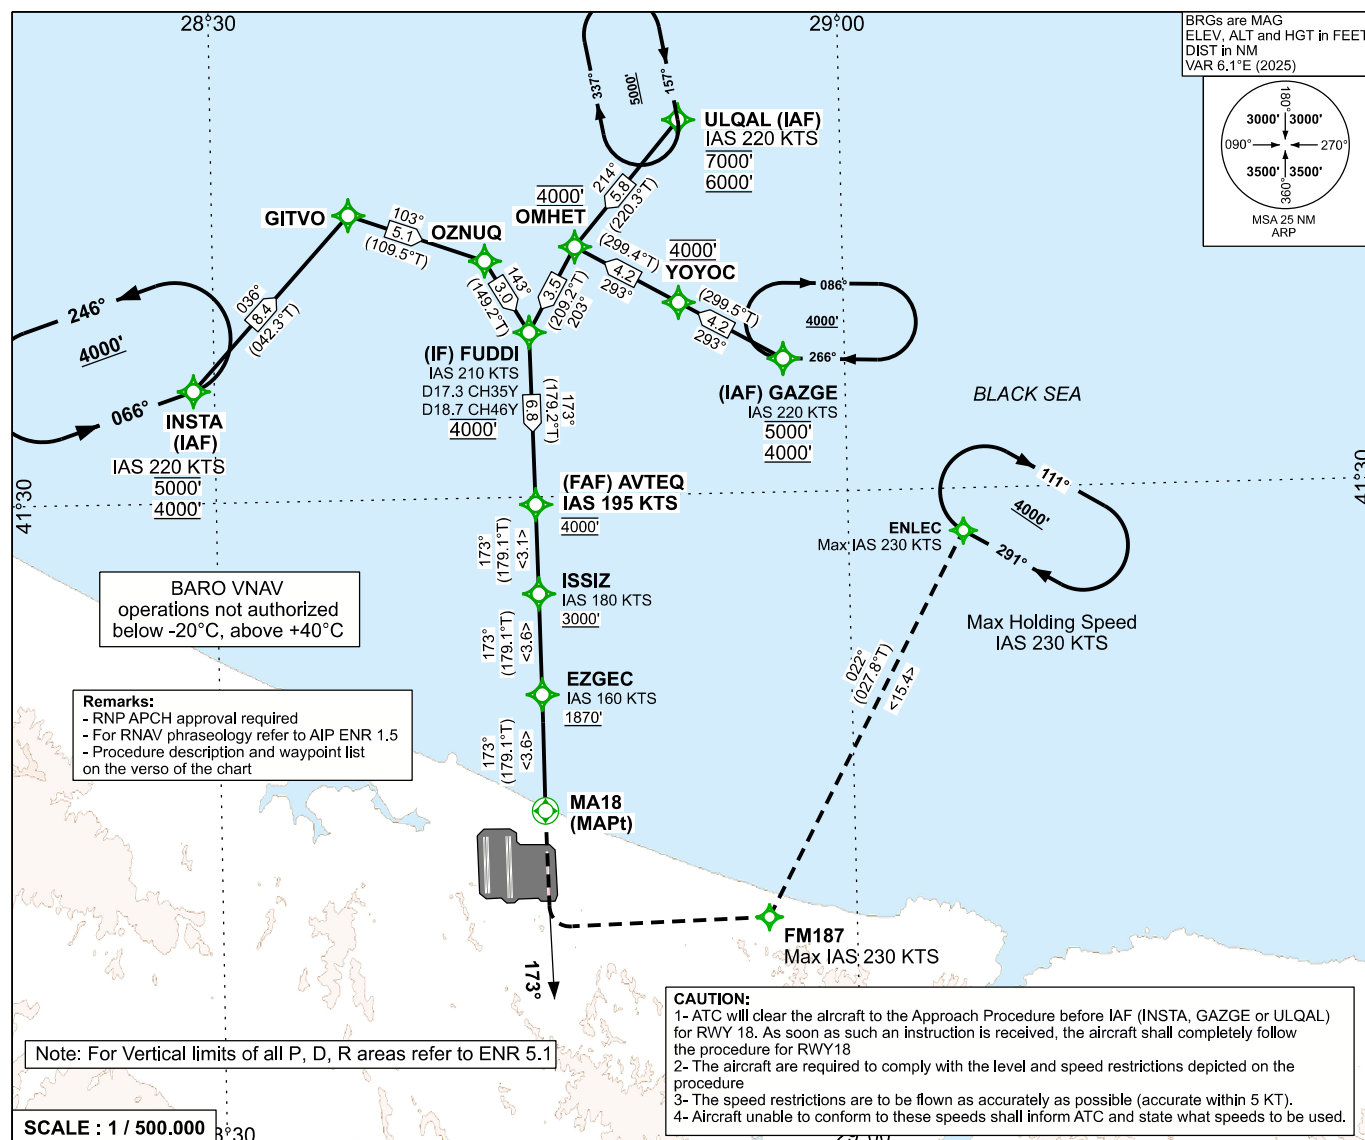 28°30'
29°00'
BRGs are MAG
ELEV, ALT and HGT in FEET
DIST in NM
VAR 6.1°E (2025)
180°
3000' 3000'
090° 270°
3500' 3500'
360°
MSA 25 NM
ARP
337°
5000'
157°
ULQAL (IAF)
IAS 220 KTS
7000'
6000'
214°
5.8
(220.3°T)
4000'
OMHET
GITVO
103°
5.1
(109.5°T)
OZNUQ
143°
3.0
(149.2°T)
3.5
(209.2°T)
203°
(299.4°T)
4.2
293°
4000'
YOYOC
(299.5°T)
4.2
293°
086°
4000'
266°
(IAF) GAZGE
IAS 220 KTS
5000'
4000'
036°
8.4
(042.3°T)
246°
4000'
066°
INSTA
(IAF)
IAS 220 KTS
5000'
4000'
(IF) FUDDI
IAS 210 KTS
D17.3 CH35Y
D18.7 CH46Y
4000'
173°
(179.2°T)
6.8
BLACK SEA
41°30
41°30
(FAF) AVTEQ
IAS 195 KTS
4000'
173°
(179.1°T)
<3.1>
ISSIZ
IAS 180 KTS
3000'
173°
(179.1°T)
<3.6>
EZGEC
IAS 160 KTS
1870'
173°
(179.1°T)
<3.6>
MA18
(MAPt)
173°
ENLEC
Max IAS 230 KTS
111°
4000'
291°
Max Holding Speed
IAS 230 KTS
022°
(027.8°T)
<15.4>
FM187
Max IAS 230 KTS
BARO VNAV
operations not authorized
below -20°C, above +40°C
Remarks:
- RNP APCH approval required
- For RNAV phraseology refer to AIP ENR 1.5
- Procedure description and waypoint list
on the verso of the chart
Note: For Vertical limits of all P, D, R areas refer to ENR 5.1
CAUTION:
1- ATC will clear the aircraft to the Approach Procedure before IAF (INSTA, GAZGE or ULQAL)
for RWY 18. As soon as such an instruction is received, the aircraft shall completely follow
the procedure for RWY18
2- The aircraft are required to comply with the level and speed restrictions depicted on the
procedure
3- The speed restrictions are to be flown as accurately as possible (accurate within 5 KT).
4- Aircraft unable to conform to these speeds shall inform ATC and state what speeds to be used.
SCALE : 1 / 500.000